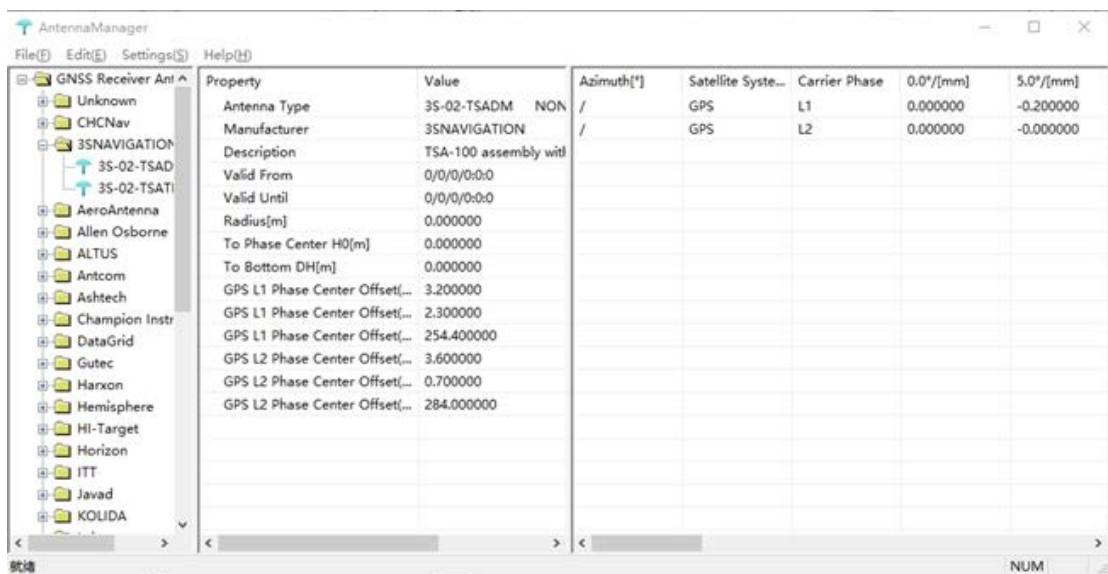 AntennaManager
File(F) Edit(E) Settings(S) Help(H)
GNSS Receiver Ant
Unknown
CHCNav
3SNAVIGATION
3S-02-TSAD
3S-02-TSATI
AeroAntenna
Allen Osborne
ALTUS
Antcom
Ashtech
Champion Instr
DataGrid
Gutec
Harxon
Hemisphere
HI-Target
Horizon
ITT
Javad
KOLIDA
Property Value
Antenna Type 3S-02-TSADM NON
Manufacturer 3SNAVIGATION
Description TSA-100 assembly with
Valid From 0/0/0/0:0:0
Valid Until 0/0/0/0:0:0
Radius[m] 0.000000
To Phase Center H0[m] 0.000000
To Bottom DH[m] 0.000000
GPS L1 Phase Center Offset(... 3.200000
GPS L1 Phase Center Offset(... 2.300000
GPS L1 Phase Center Offset(... 254.400000
GPS L2 Phase Center Offset(... 3.600000
GPS L2 Phase Center Offset(... 0.700000
GPS L2 Phase Center Offset(... 284.000000
Azimuth[°] Satellite Syste... Carrier Phase 0.0°/[mm] 5.0°/[mm]
/ GPS L1 0.000000 -0.200000
/ GPS L2 0.000000 -0.000000
就绪 NUM